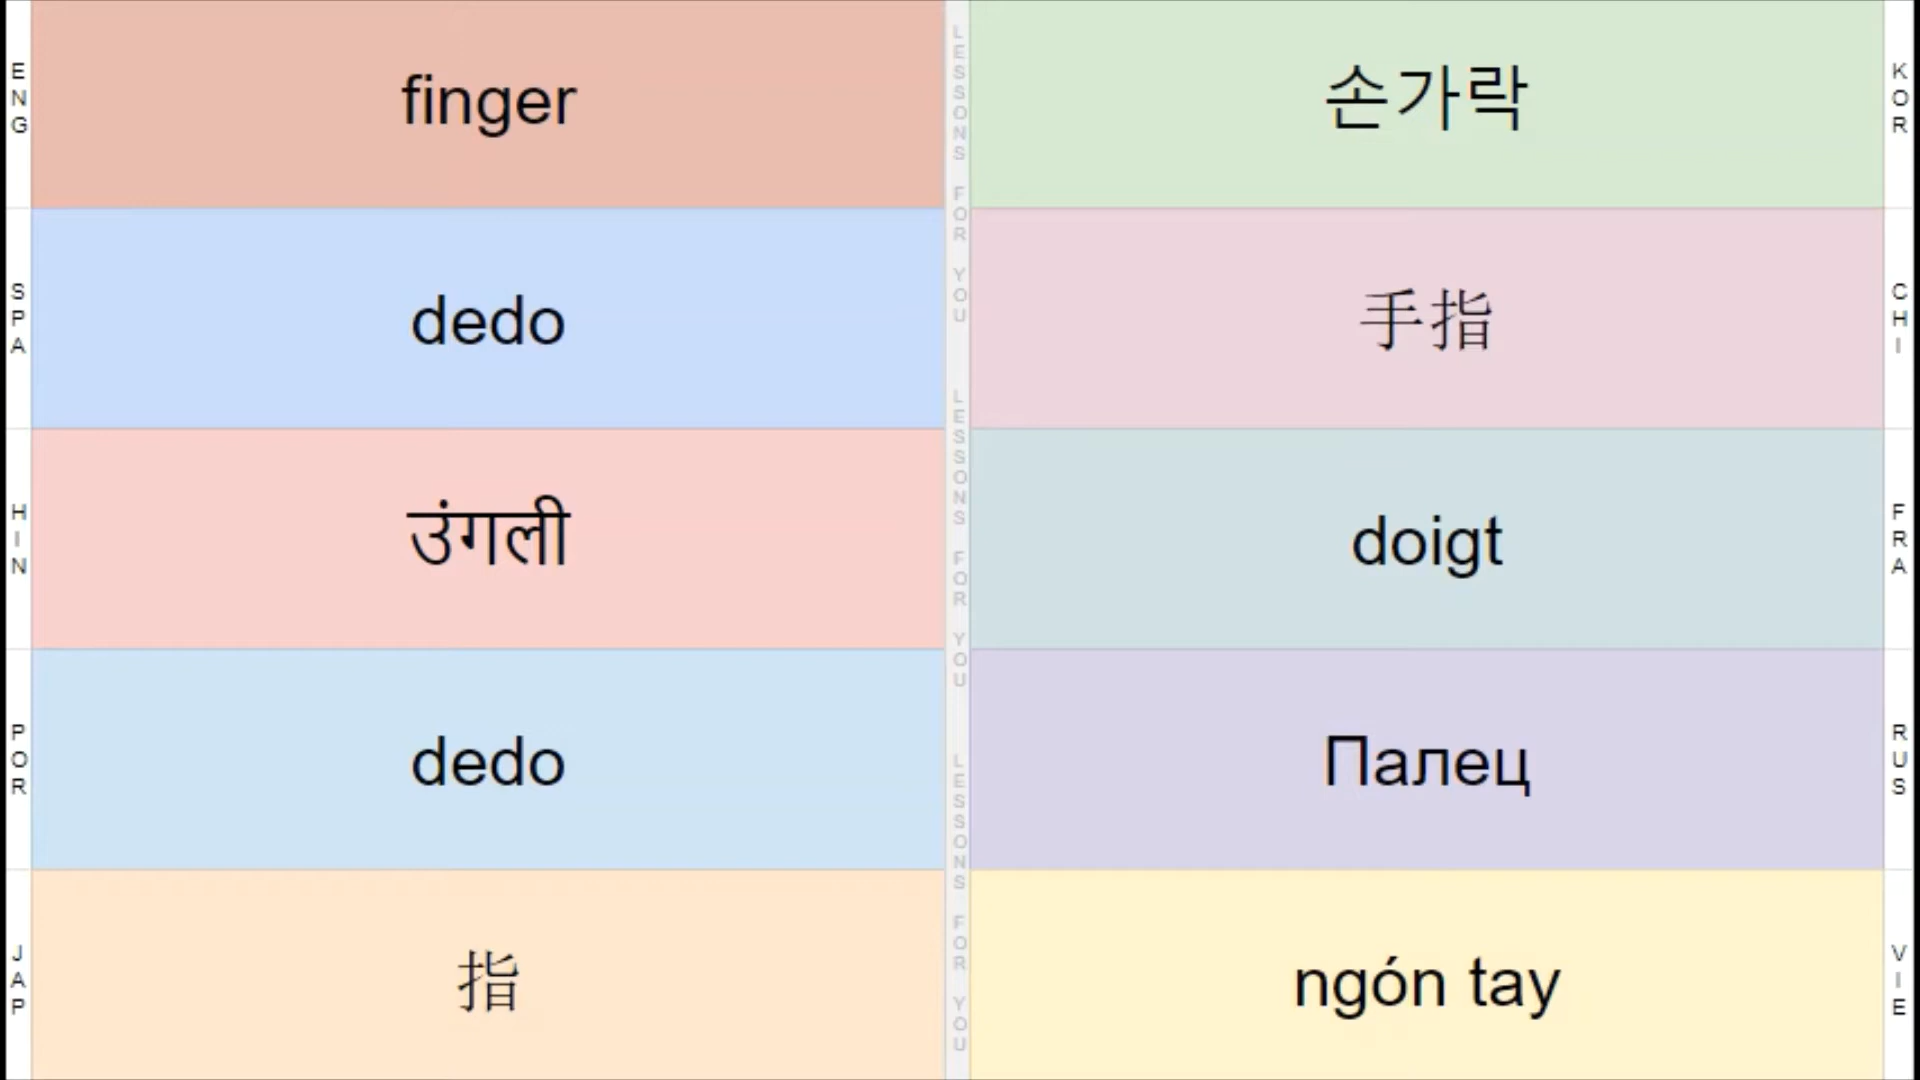 ENG
finger
KOR
손가락
SPA
dedo
CHI
手指
HIN
उंगली
FRA
doigt
POR
dedo
RUS
Палец
JAP
指
VIE
ngón tay
LESSONS FOR YOU LESSONS FOR YOU LESSONS FOR YOU